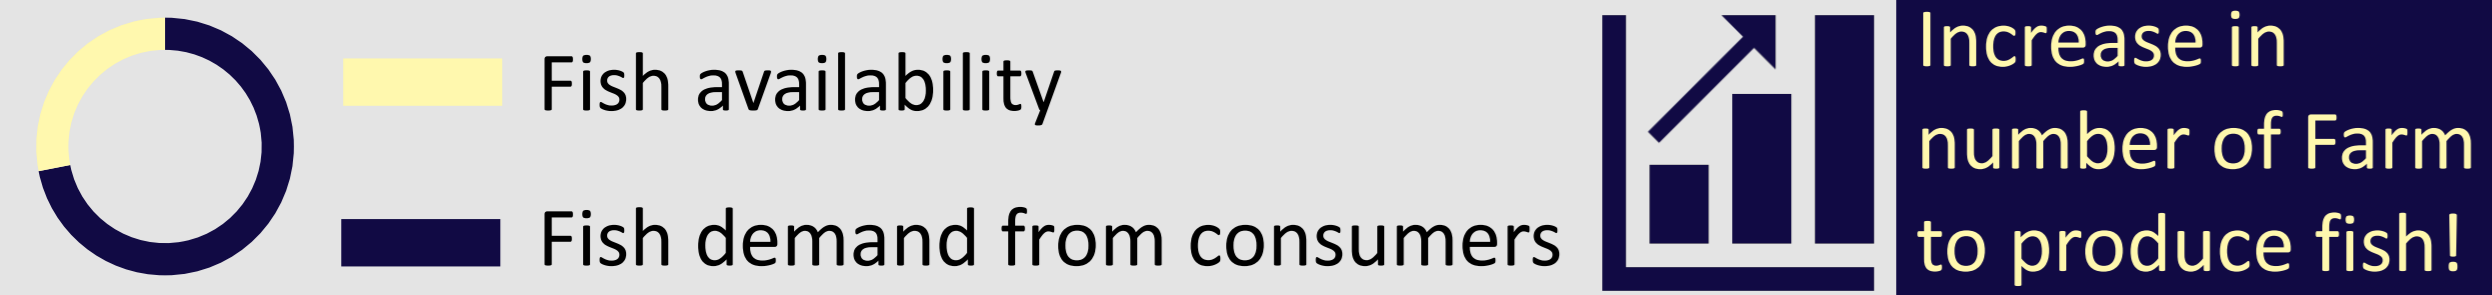 Fish availability
Fish demand from consumers
Increase in
number of Farm
to produce fish!